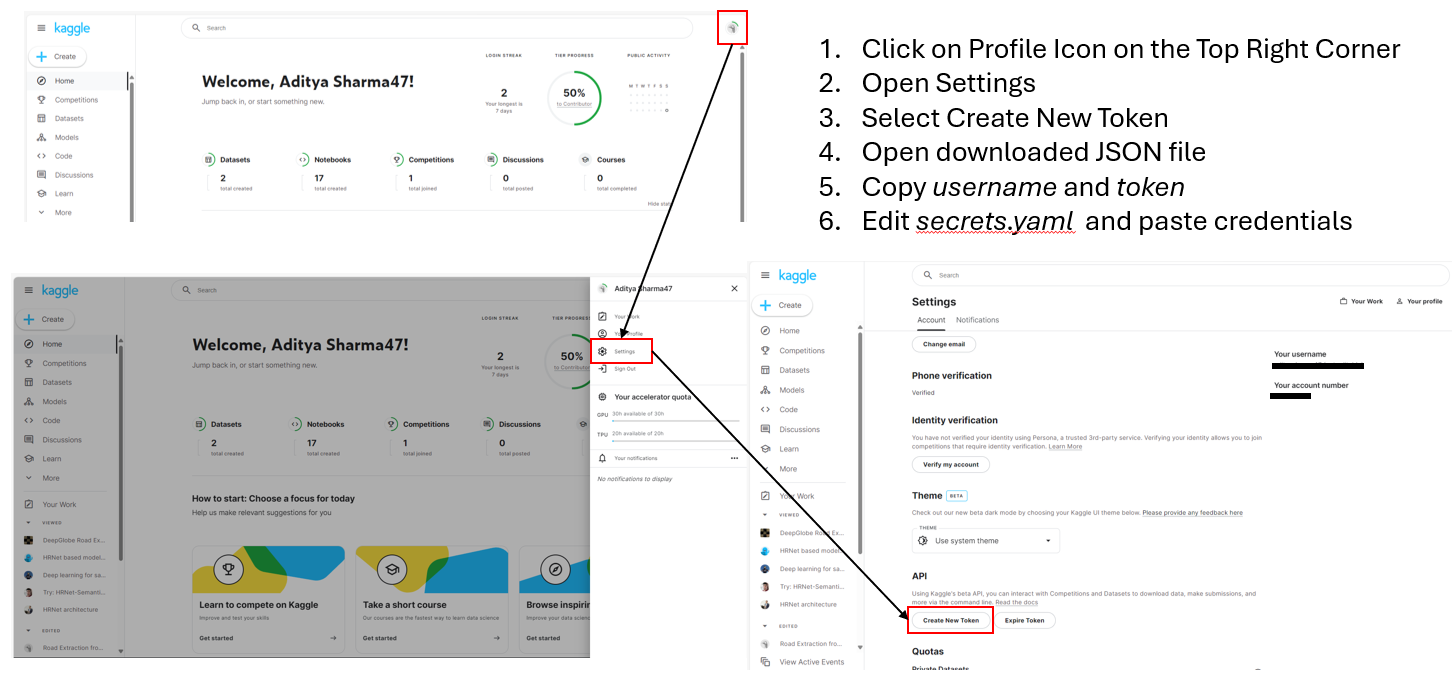 kaggle
Search
Create
Home
Competitions
Datasets
Models
Code
Discussions
Learn
More
Welcome, Aditya Sharma47!
Jump back in, or start something new.
LOGIN STREAK
TIER PROGRESS
PUBLIC ACTIVITY
2
Your longest is
7 days
50%
to Contributor
M T W T F S S
Datasets
2
total created
Notebooks
17
total created
Competitions
1
total joined
Discussions
0
total posted
Courses
0
total completed
Hide stats
1. Click on Profile Icon on the Top Right Corner
2. Open Settings
3. Select Create New Token
4. Open downloaded JSON file
5. Copy username and token
6. Edit secrets.yaml and paste credentials
kaggle
Search
Create
Home
Competitions
Datasets
Models
Code
Discussions
Learn
More
Your Work
VIEWED
DeepGlobe Road Ex...
HRNet based model...
Deep learning for sa...
Try: HRNet-Semanti...
HRNet architecture
EDITED
Road Extraction fro...
Welcome, Aditya Sharma47!
Jump back in, or start something new.
LOGIN STREAK
TIER PROGRESS
2
Your longest is
7 days
50%
to Contributor
Datasets
2
total created
Notebooks
17
total created
Competitions
1
total joined
Discussions
0
total posted
How to start: Choose a focus for today
Help us make relevant suggestions for you
Learn to compete on Kaggle
Improve and test your skills
Get started
Take a short course
Our courses are the fastest way to learn data science
Get started
Browse inspirin
Improve your data scienc
Get started
Aditya Sharma47
Your Work
Your Profile
Settings
Sign Out
Your accelerator quota
GPU 30h available of 30h
TPU 20h available of 20h
Your notifications
No notifications to display
kaggle
Search
Create
Home
Competitions
Datasets
Models
Code
Discussions
Learn
More
Your Work
VIEWED
DeepGlobe Road Ex...
HRNet based model...
Deep learning for sa...
Try: HRNet-Semanti...
HRNet architecture
EDITED
Road Extraction fro...
View Active Events
Settings
Your Work
Your profile
Account Notifications
Change email
Your username
Your account number
Phone verification
Verified
Identity verification
You have not verified your identity using Persona, a trusted 3rd-party service. Verifying your identity allows you to join
competitions that require identity verification. Learn More
Verify my account
Theme BETA
Check out our new beta dark mode by choosing your Kaggle UI theme below. Please provide any feedback here
THEME
Use system theme
API
Using Kaggle's beta API, you can interact with Competitions and Datasets to download data, make submissions, and
more via the command line. Read the docs
Create New Token
Expire Token
Quotas
Private Datasets